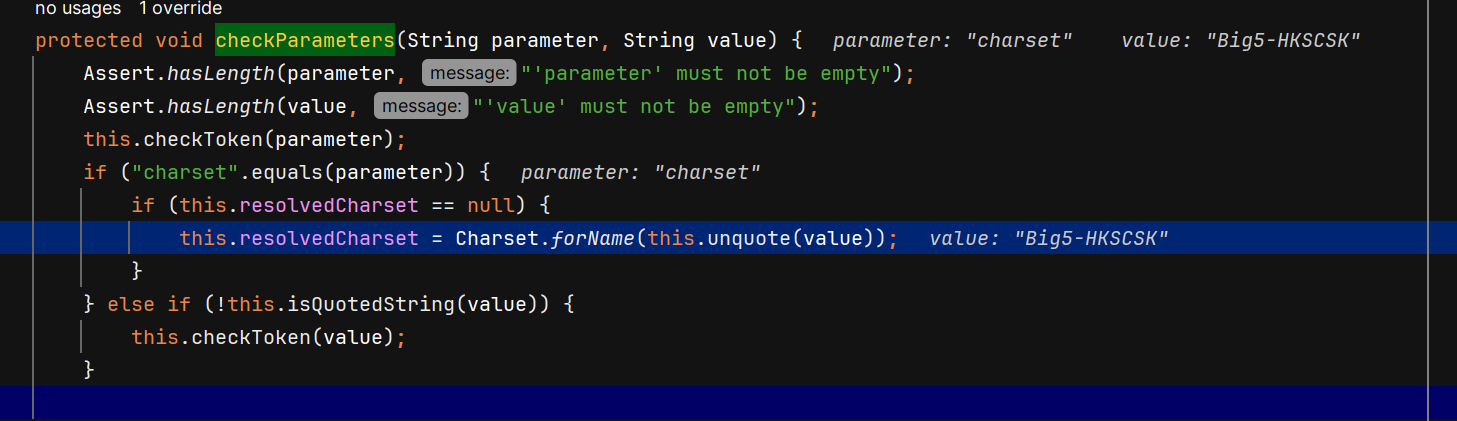 no usages   1 override
protected void checkParameters(String parameter, String value) {   parameter: "charset"    value: "Big5-HKSCSK"
    Assert.hasLength(parameter, message: "'parameter' must not be empty");
    Assert.hasLength(value, message: "'value' must not be empty");
    this.checkToken(parameter);
    if ("charset".equals(parameter)) {   parameter: "charset"
        if (this.resolvedCharset == null) {
            this.resolvedCharset = Charset.forName(this.unquote(value));   value: "Big5-HKSCSK"
        }
    } else if (!this.isQuotedString(value)) {
        this.checkToken(value);
    }